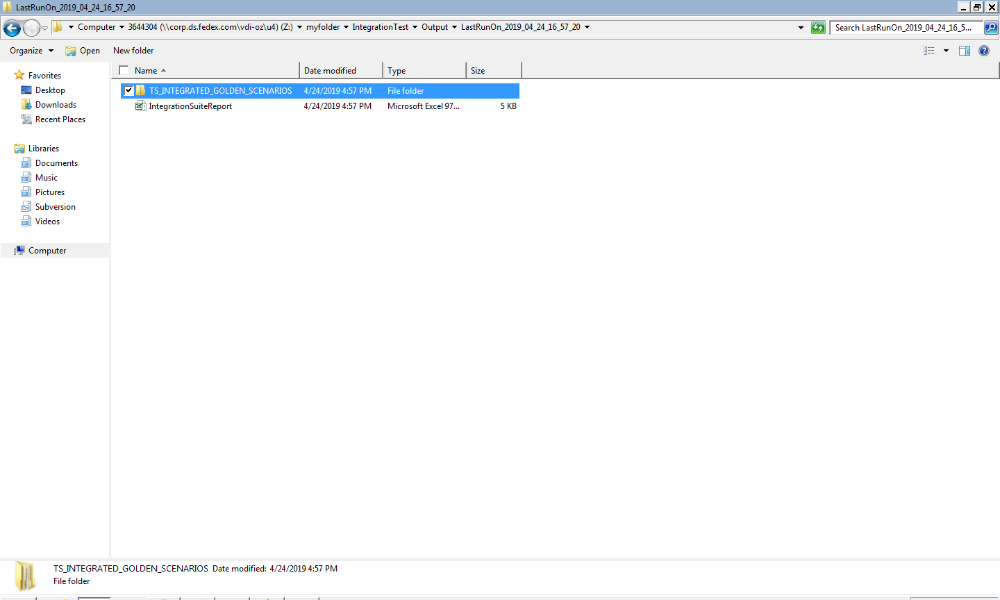 LastRunOn_2019_04_24_16_57_20
Computer 3644304 (\\corp.ds.fedex.com\vdi-oz\u4) (Z:) myfolder IntegrationTest Output LastRunOn_2019_04_24_16_57_20 Search LastRunOn_2019_04_24_16_5...
Organize Open New folder
Name Date modified Type Size
TS_INTEGRATED_GOLDEN_SCENARIOS 4/24/2019 4:57 PM File folder
IntegrationSuiteReport 4/24/2019 4:57 PM Microsoft Excel 97... 5 KB
Favorites
Desktop
Downloads
Recent Places
Libraries
Documents
Music
Pictures
Subversion
Videos
Computer
TS_INTEGRATED_GOLDEN_SCENARIOS Date modified: 4/24/2019 4:57 PM
File folder